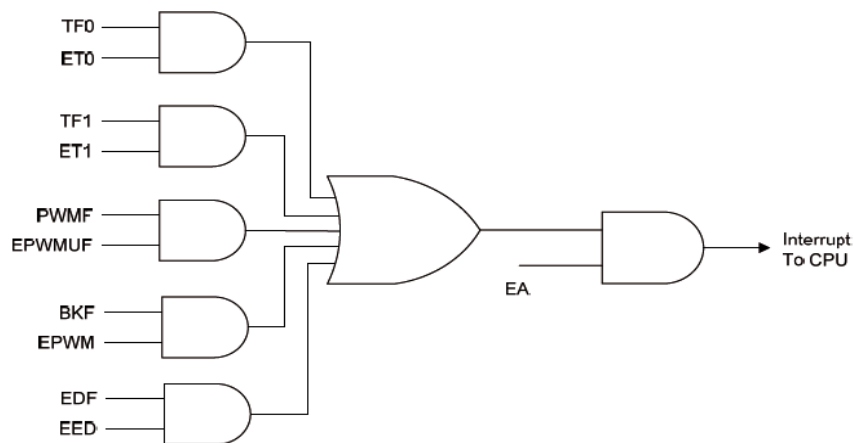 TF0
ET0
TF1
ET1
PWMF
EPWMUF
Interrupt
To CPU
EA.
BKF
EPWM
EDF
EED